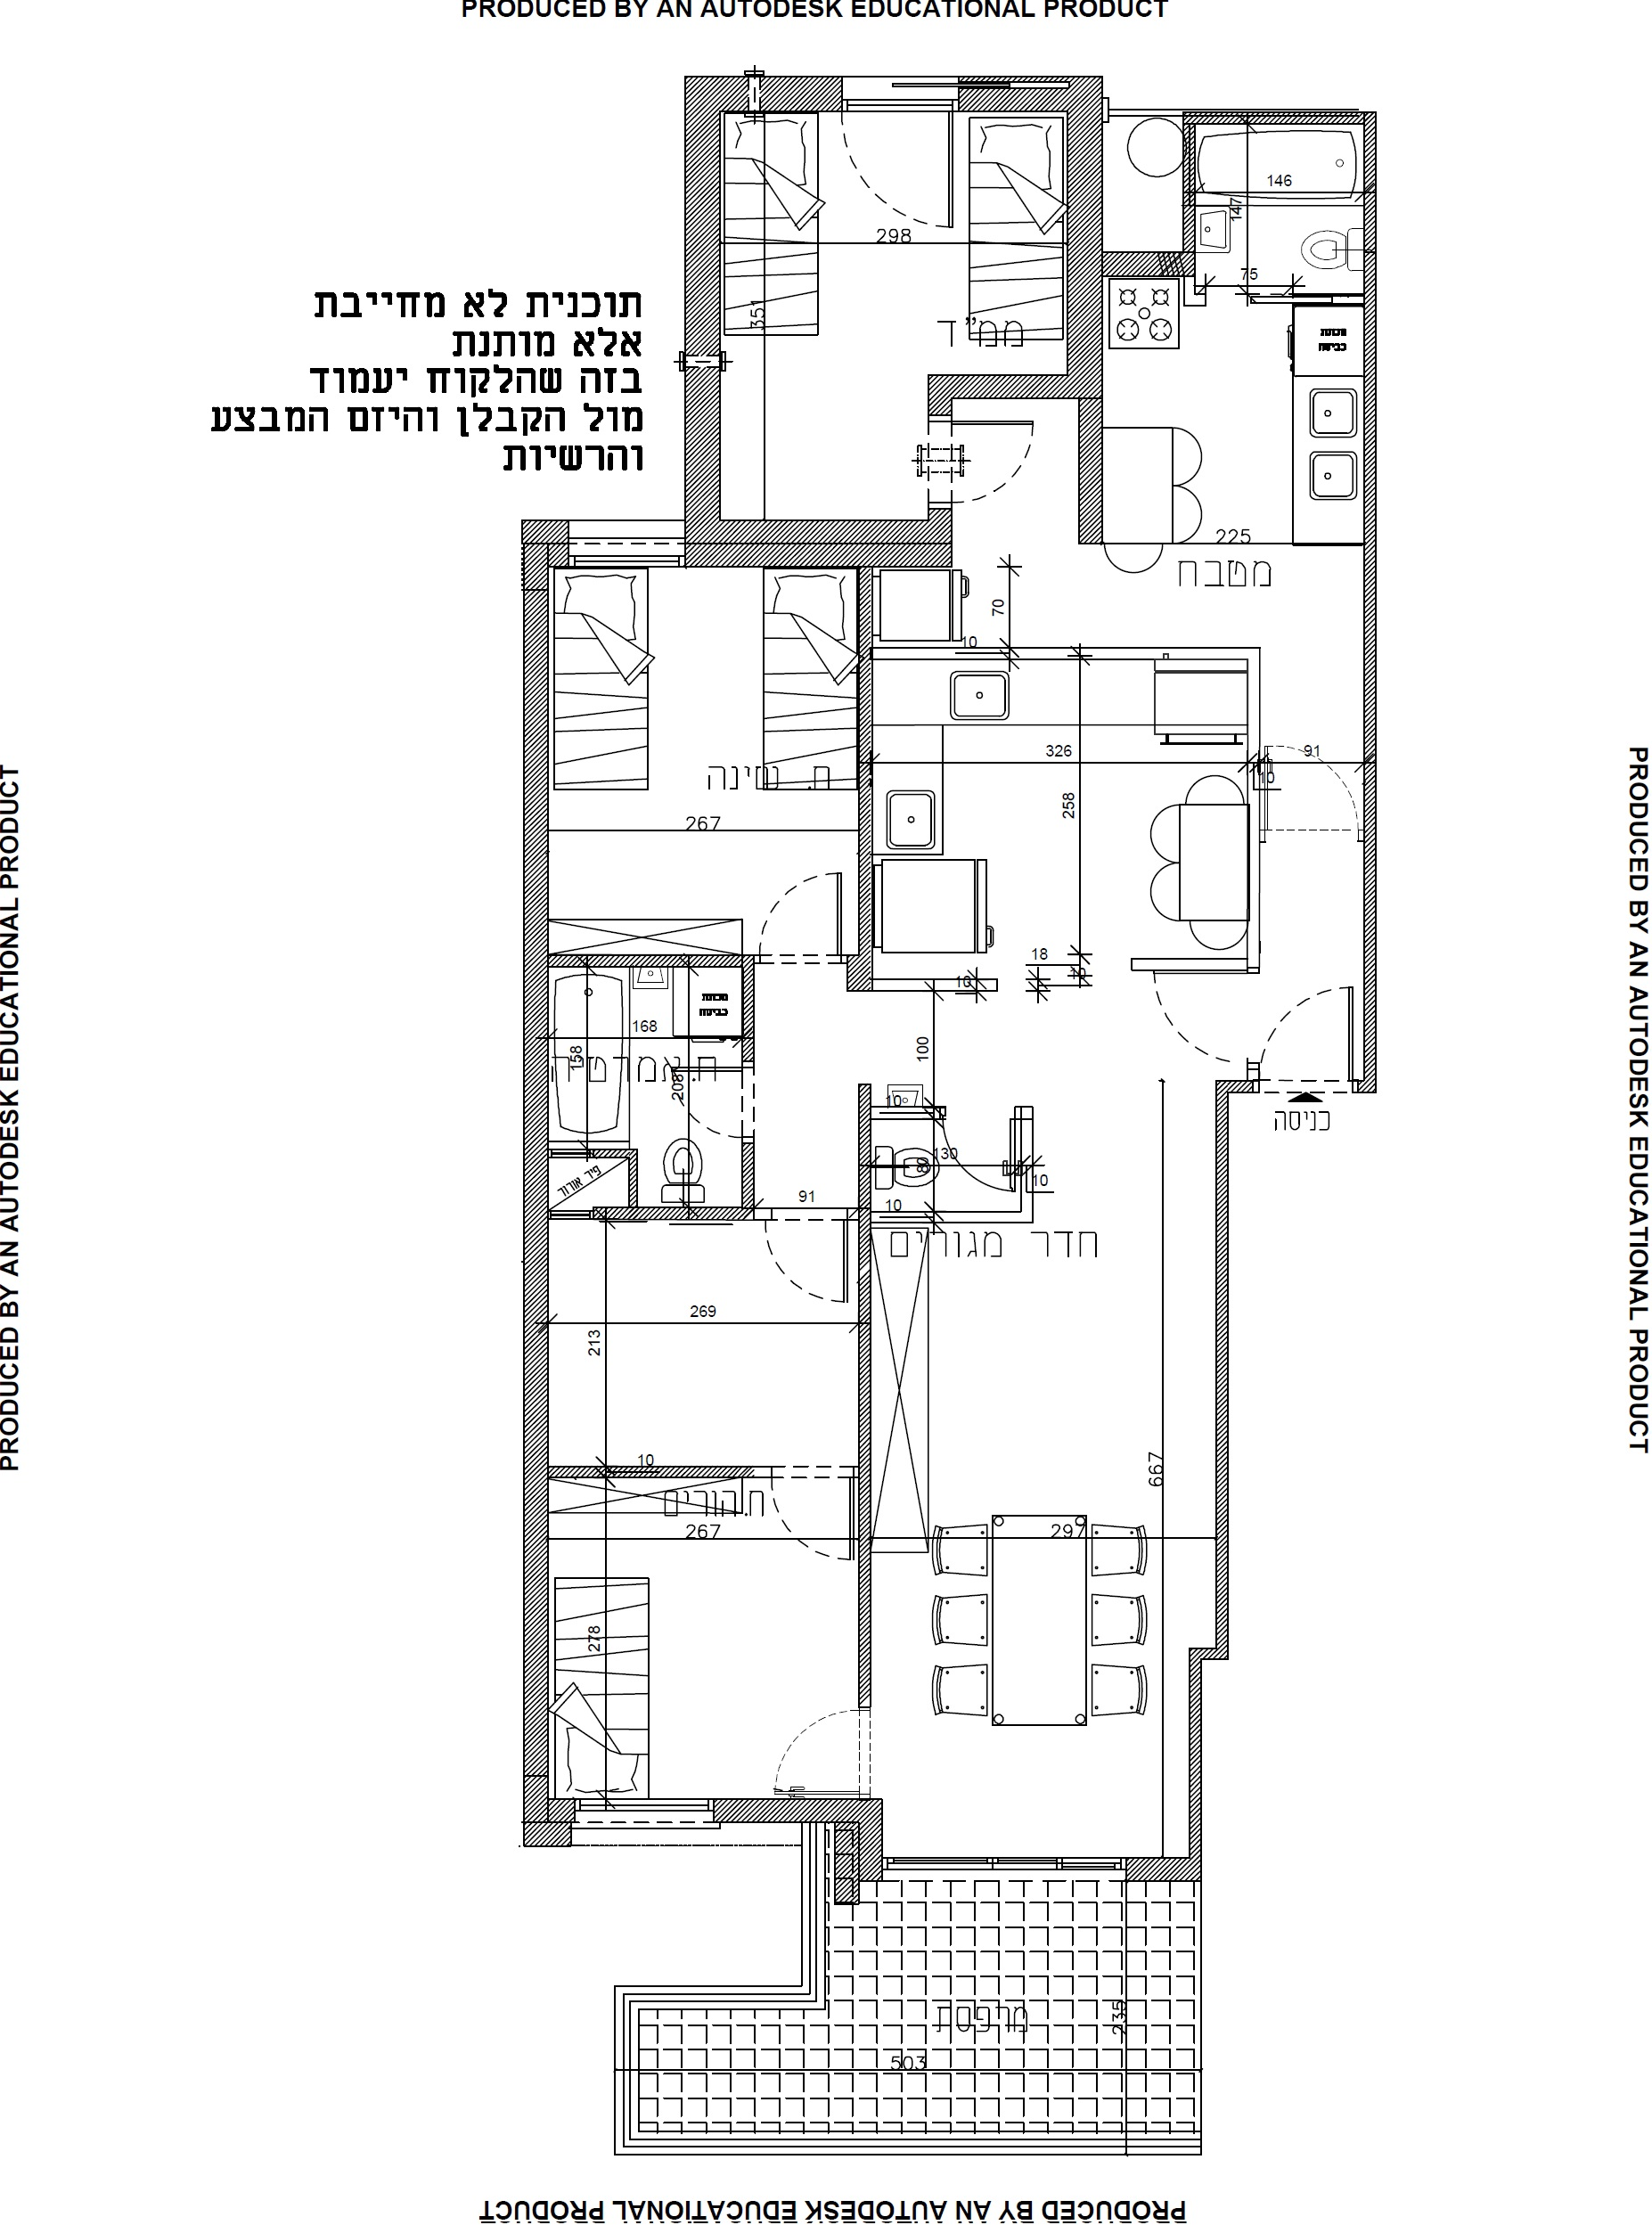 PRODUCED BY AN AUTODESK EDUCATIONAL PRODUCT
146
147
298
75
351
תוכנית לא מחייבת
אלא מותנת
בזה שהלקוח יעמוד
מול הקבלן והיזם המבצע
והרשיות
ממ"ד
מכונת
כביסה
225
מטבח
70
10
326
91
10
258
ח. שינה
267
18
10
10
מכונת
כביסה
168
158
208
100
ח.אמבטיה
10
כניסה
130
80
10
10
91
פיר אוורור
חדר מגורים
269
213
10
667
ח.הורים
267
297
278
מרפסת
235
503
PRODUCED BY AN AUTODESK EDUCATIONAL PRODUCT
PRODUCED BY AN AUTODESK EDUCATIONAL PRODUCT
PRODUCED BY AN AUTODESK EDUCATIONAL PRODUCT